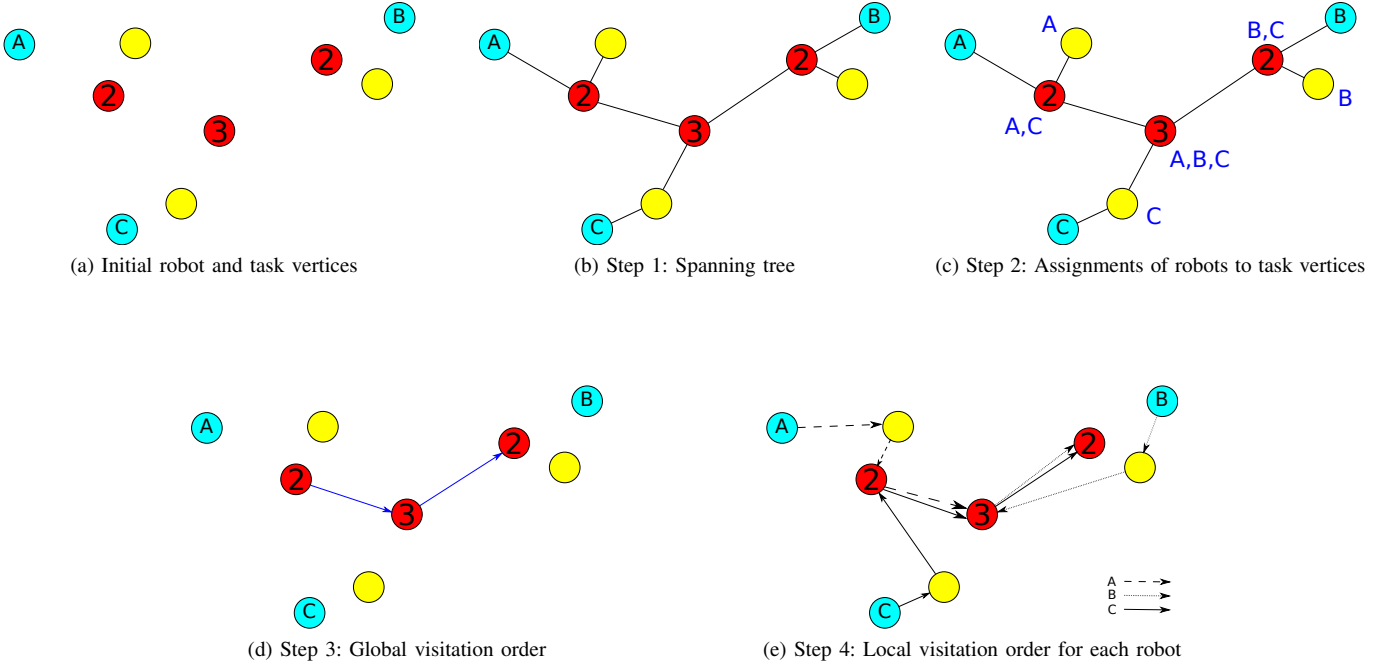 A
B
2
2
3
C
(a) Initial robot and task vertices
A
B
2
2
3
C
(b) Step 1: Spanning tree
A
A
B,C
B
2
2
B
A,C
3
A,B,C
C
C
(c) Step 2: Assignments of robots to task vertices
A
B
2
2
3
C
(d) Step 3: Global visitation order
A
B
2
2
3
C
A
B
C
(e) Step 4: Local visitation order for each robot